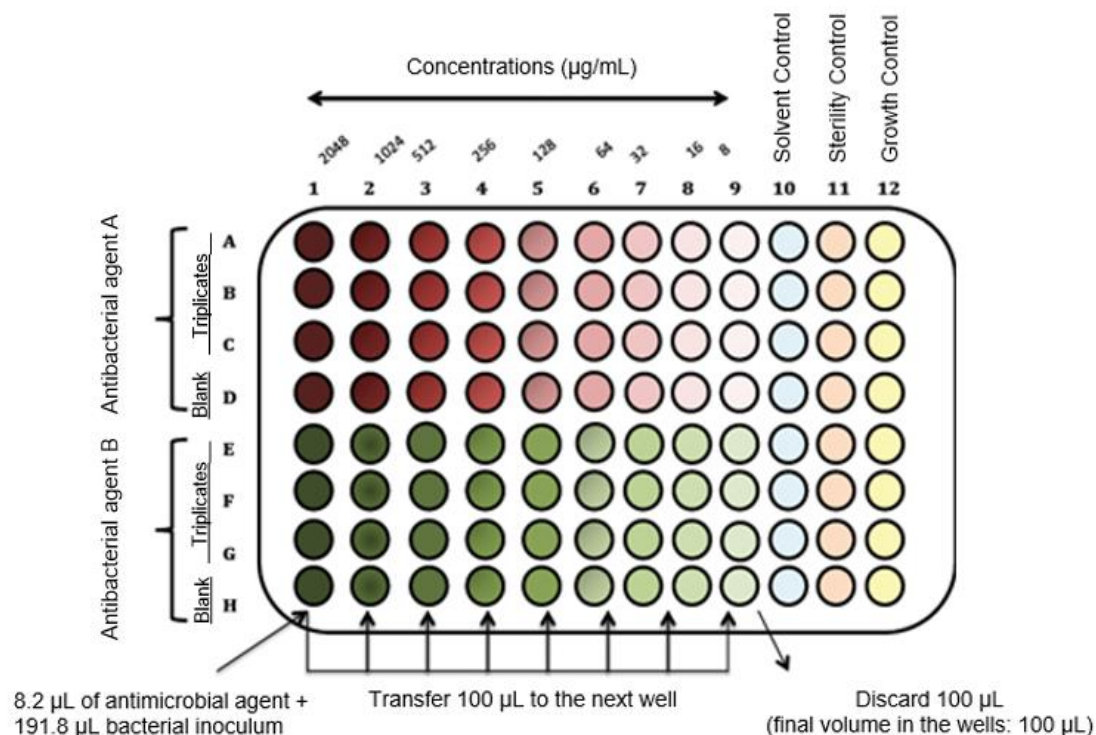 Concentrations (µg/mL)
Solvent Control
Sterility Control
Growth Control
2048 1024 512 256 128 64 32 16 8
1 2 3 4 5 6 7 8 9 10 11 12
Antibacterial agent A
Triplicates
Blank
A
B
C
D
Antibacterial agent B
Triplicates
Blank
E
F
G
H
8.2 µL of antimicrobial agent +
191.8 µL bacterial inoculum
Transfer 100 µL to the next well
Discard 100 µL
(final volume in the wells: 100 µL)